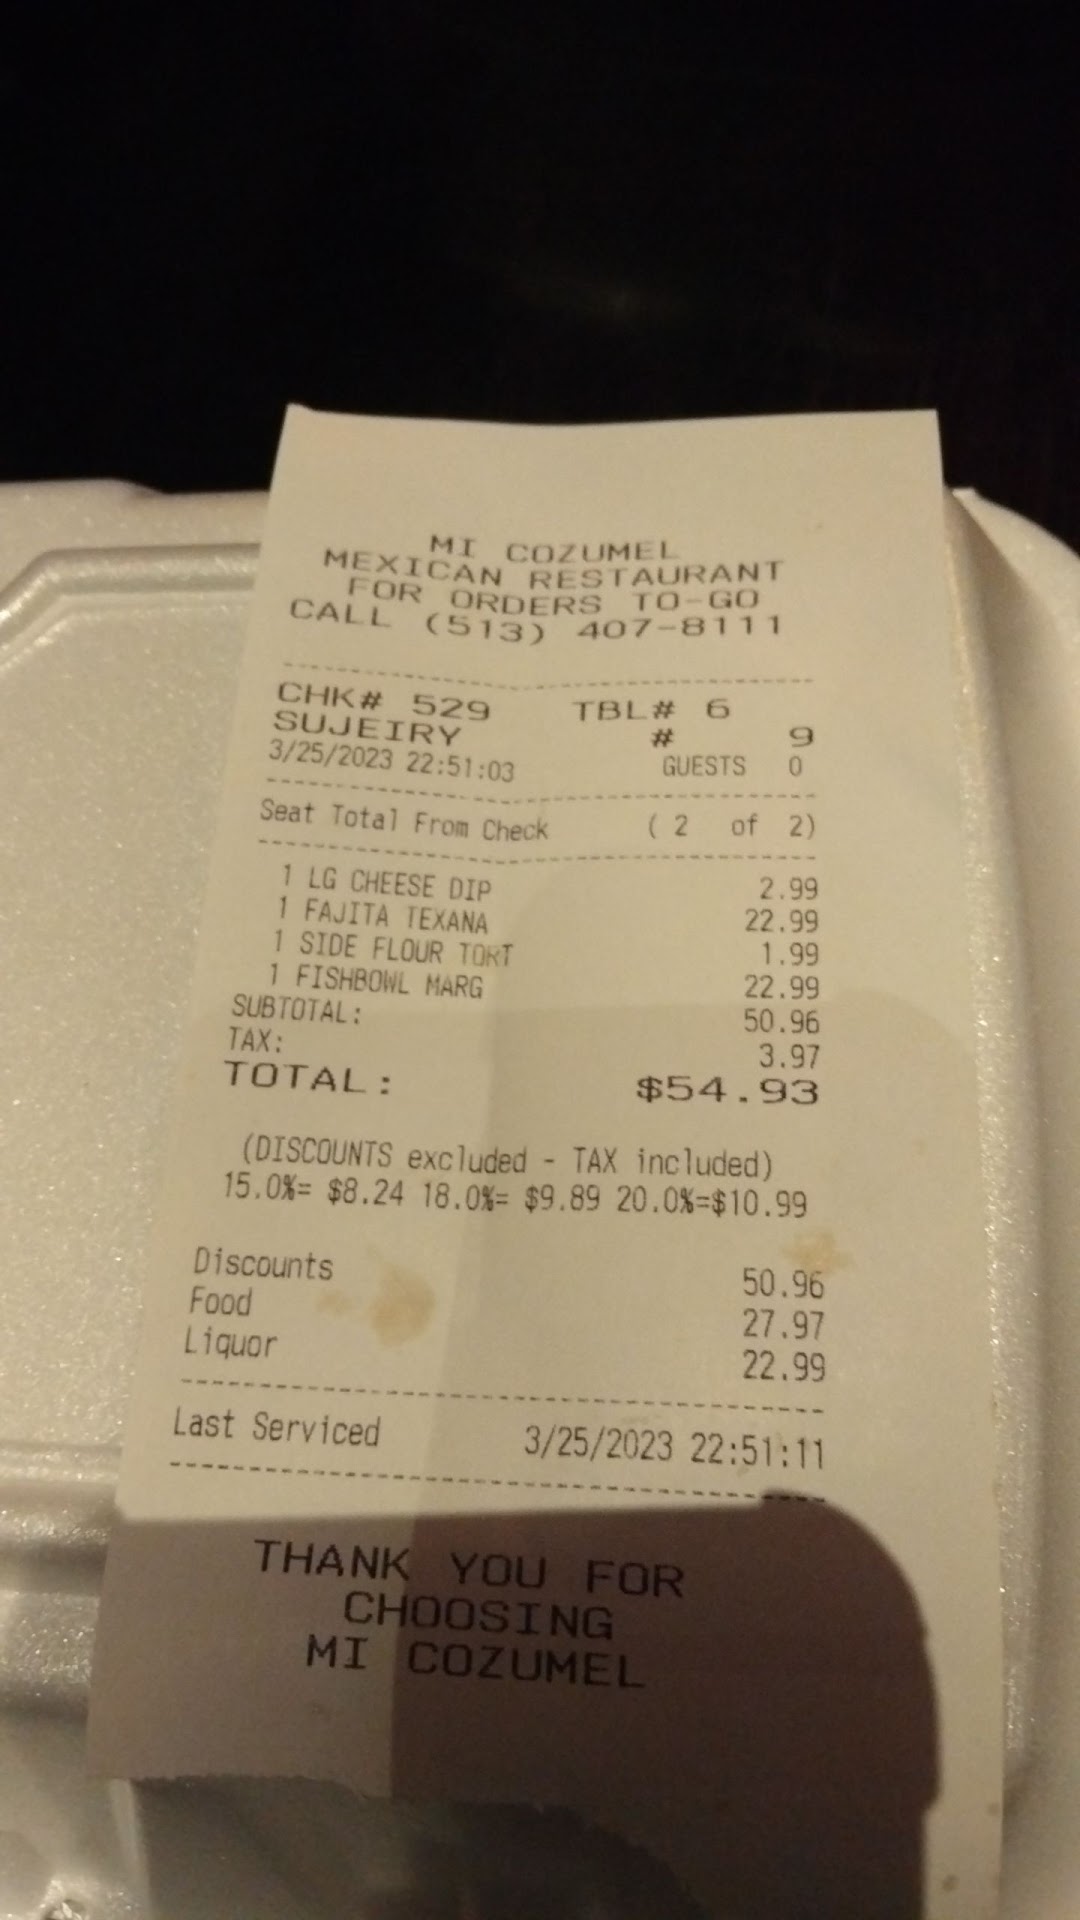 MI COZUMEL
MEXICAN RESTAURANT
FOR ORDERS TO-GO
CALL (513) 407-8111
CHK# 529 TBL# 6
SUJEIRY # 9
3/25/2023 22:51:03 GUESTS 0
Seat Total From Check ( 2 of 2)
1 LG CHEESE DIP 2.99
1 FAJITA TEXANA 22.99
1 SIDE FLOUR TORT 1.99
1 FISHBOWL MARG 22.99
SUBTOTAL: 50.96
TAX: 3.97
TOTAL: $54.93
(DISCOUNTS excluded - TAX included)
15.0%= $8.24 18.0%= $9.89 20.0%=$10.99
Discounts 50.96
Food 27.97
Liquor 22.99
Last Serviced 3/25/2023 22:51:11
THANK YOU FOR
CHOOSING
MI COZUMEL